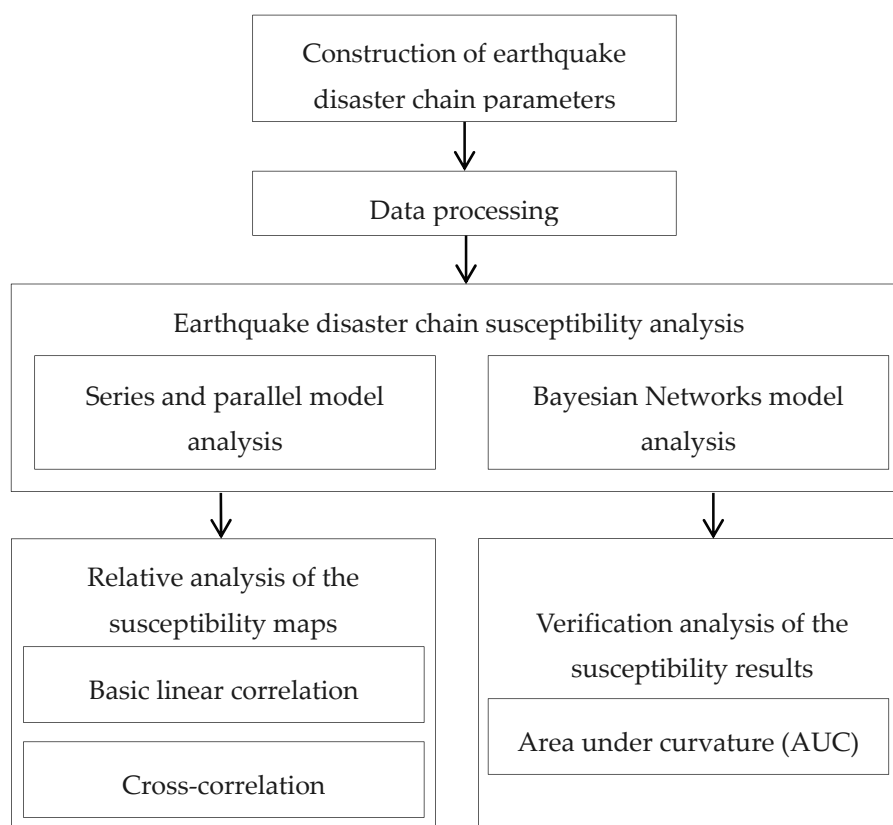 Construction of earthquake
disaster chain parameters
Data processing
Earthquake disaster chain susceptibility analysis
Series and parallel model
analysis
Bayesian Networks model
analysis
Relative analysis of the
susceptibility maps
Basic linear correlation
Cross-correlation
Verification analysis of the
susceptibility results
Area under curvature (AUC)